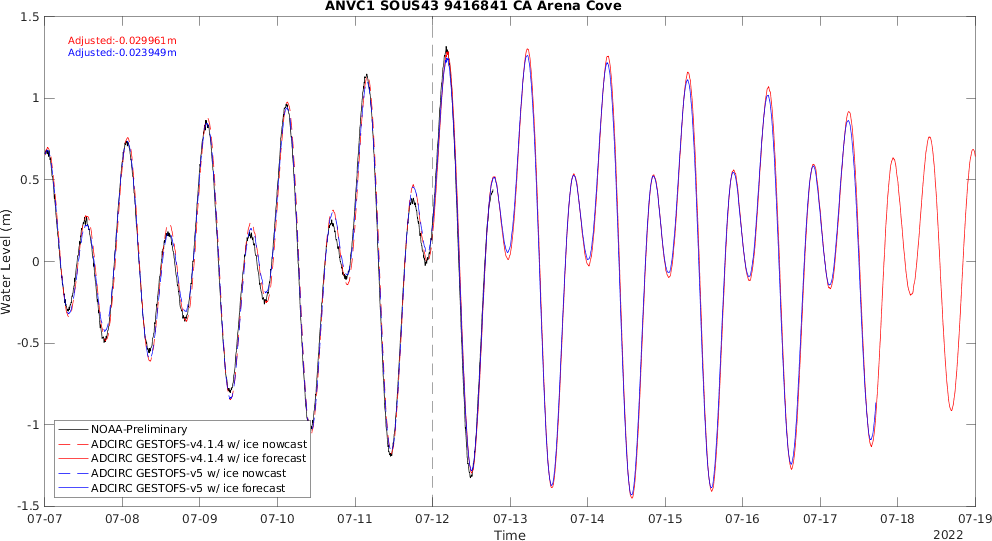 ANVC1 SOUS43 9416841 CA Arena Cove
Adjusted:-0.029961m
Adjusted:-0.023949m
1.5
1
0.5
0
-0.5
-1
-1.5
Water Level (m)
NOAA-Preliminary
ADCIRC GESTOFS-v4.1.4 w/ ice nowcast
ADCIRC GESTOFS-v4.1.4 w/ ice forecast
ADCIRC GESTOFS-v5 w/ ice nowcast
ADCIRC GESTOFS-v5 w/ ice forecast
07-07 07-08 07-09 07-10 07-11 07-12 07-13 07-14 07-15 07-16 07-17 07-18 07-19
Time
2022